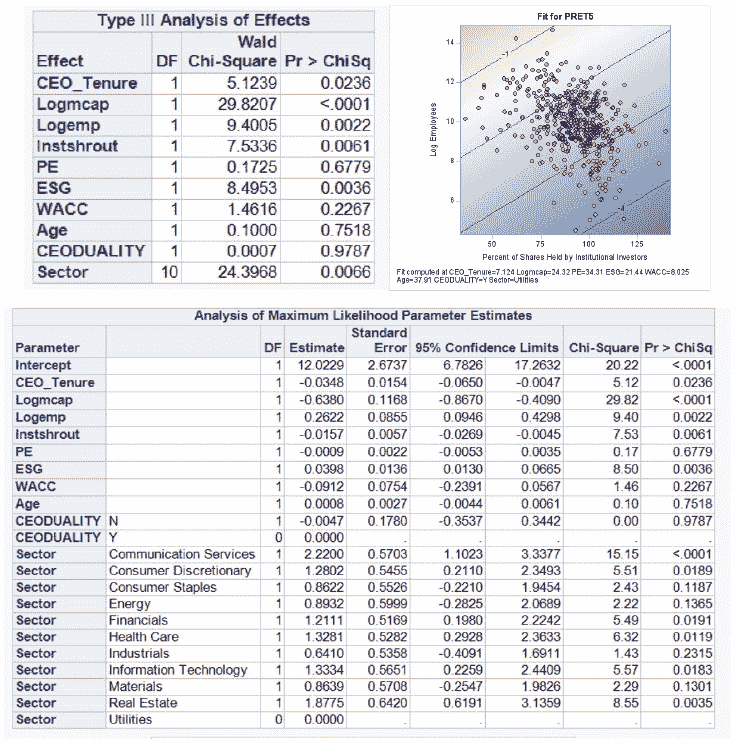 Type III Analysis of Effects
Wald
Effect DF Chi-Square Pr > ChiSq
CEO_Tenure 1 5.1239 0.0236
Logmcap 1 29.8207 <.0001
Logemp 1 9.4005 0.0022
Instshrout 1 7.5336 0.0061
PE 1 0.1725 0.6779
ESG 1 8.4953 0.0036
WACC 1 1.4616 0.2267
Age 1 0.1000 0.7518
CEODUALITY 1 0.0007 0.9787
Sector 10 24.3968 0.0066
Fit for PRET5
14
12
10
8
6
Log Employees
-1
-4
50 75 100 125
Percent of Shares Held by Institutional Investors
Fit computed at CEO_Tenure=7.124 Logmcap=24.32 PE=34.31 ESG=21.44 WACC=8.025
Age=37.91 CEODUALITY=Y Sector=Utilities
Analysis of Maximum Likelihood Parameter Estimates
Standard
Parameter DF Estimate Error 95% Confidence Limits Chi-Square Pr > ChiSq
Intercept 1 12.0229 2.6737 6.7826 17.2632 20.22 <.0001
CEO_Tenure 1 -0.0348 0.0154 -0.0650 -0.0047 5.12 0.0236
Logmcap 1 -0.6380 0.1168 -0.8670 -0.4090 29.82 <.0001
Logemp 1 0.2622 0.0855 0.0946 0.4298 9.40 0.0022
Instshrout 1 -0.0157 0.0057 -0.0269 -0.0045 7.53 0.0061
PE 1 -0.0009 0.0022 -0.0053 0.0035 0.17 0.6779
ESG 1 0.0398 0.0136 0.0130 0.0665 8.50 0.0036
WACC 1 -0.0912 0.0754 -0.2391 0.0567 1.46 0.2267
Age 1 0.0008 0.0027 -0.0044 0.0061 0.10 0.7518
CEODUALITY N 1 -0.0047 0.1780 -0.3537 0.3442 0.00 0.9787
CEODUALITY Y 0 0.0000 . . . . .
Sector Communication Services 1 2.2200 0.5703 1.1023 3.3377 15.15 <.0001
Sector Consumer Discretionary 1 1.2802 0.5455 0.2110 2.3493 5.51 0.0189
Sector Consumer Staples 1 0.8622 0.5526 -0.2210 1.9454 2.43 0.1187
Sector Energy 1 0.8932 0.5999 -0.2825 2.0689 2.22 0.1365
Sector Financials 1 1.2111 0.5169 0.1980 2.2242 5.49 0.0191
Sector Health Care 1 1.3281 0.5282 0.2928 2.3633 6.32 0.0119
Sector Industrials 1 0.6410 0.5358 -0.4091 1.6911 1.43 0.2315
Sector Information Technology 1 1.3334 0.5651 0.2259 2.4409 5.57 0.0183
Sector Materials 1 0.8639 0.5708 -0.2547 1.9826 2.29 0.1301
Sector Real Estate 1 1.8775 0.6420 0.6191 3.1359 8.55 0.0035
Sector Utilities 0 0.0000 . . . . .